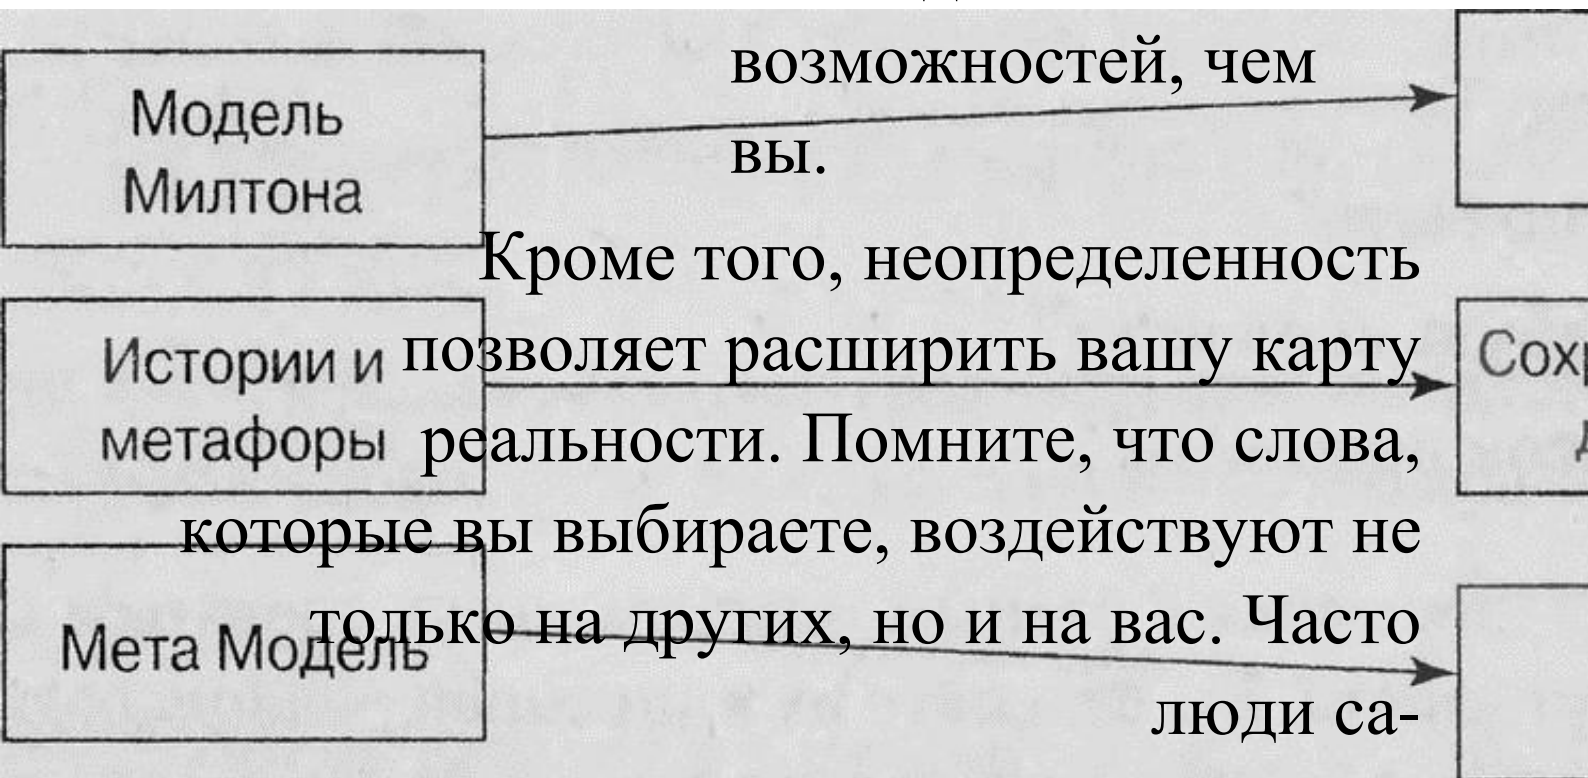 возможностей, чем
вы.
Кроме того, неопределенность
позволяет расширить вашу карту
реальности. Помните, что слова,
которые вы выбираете, воздействуют не
только на других, но и на вас. Часто
люди са-
Модель
Милтона
Истории и
метафоры
Мета Модель